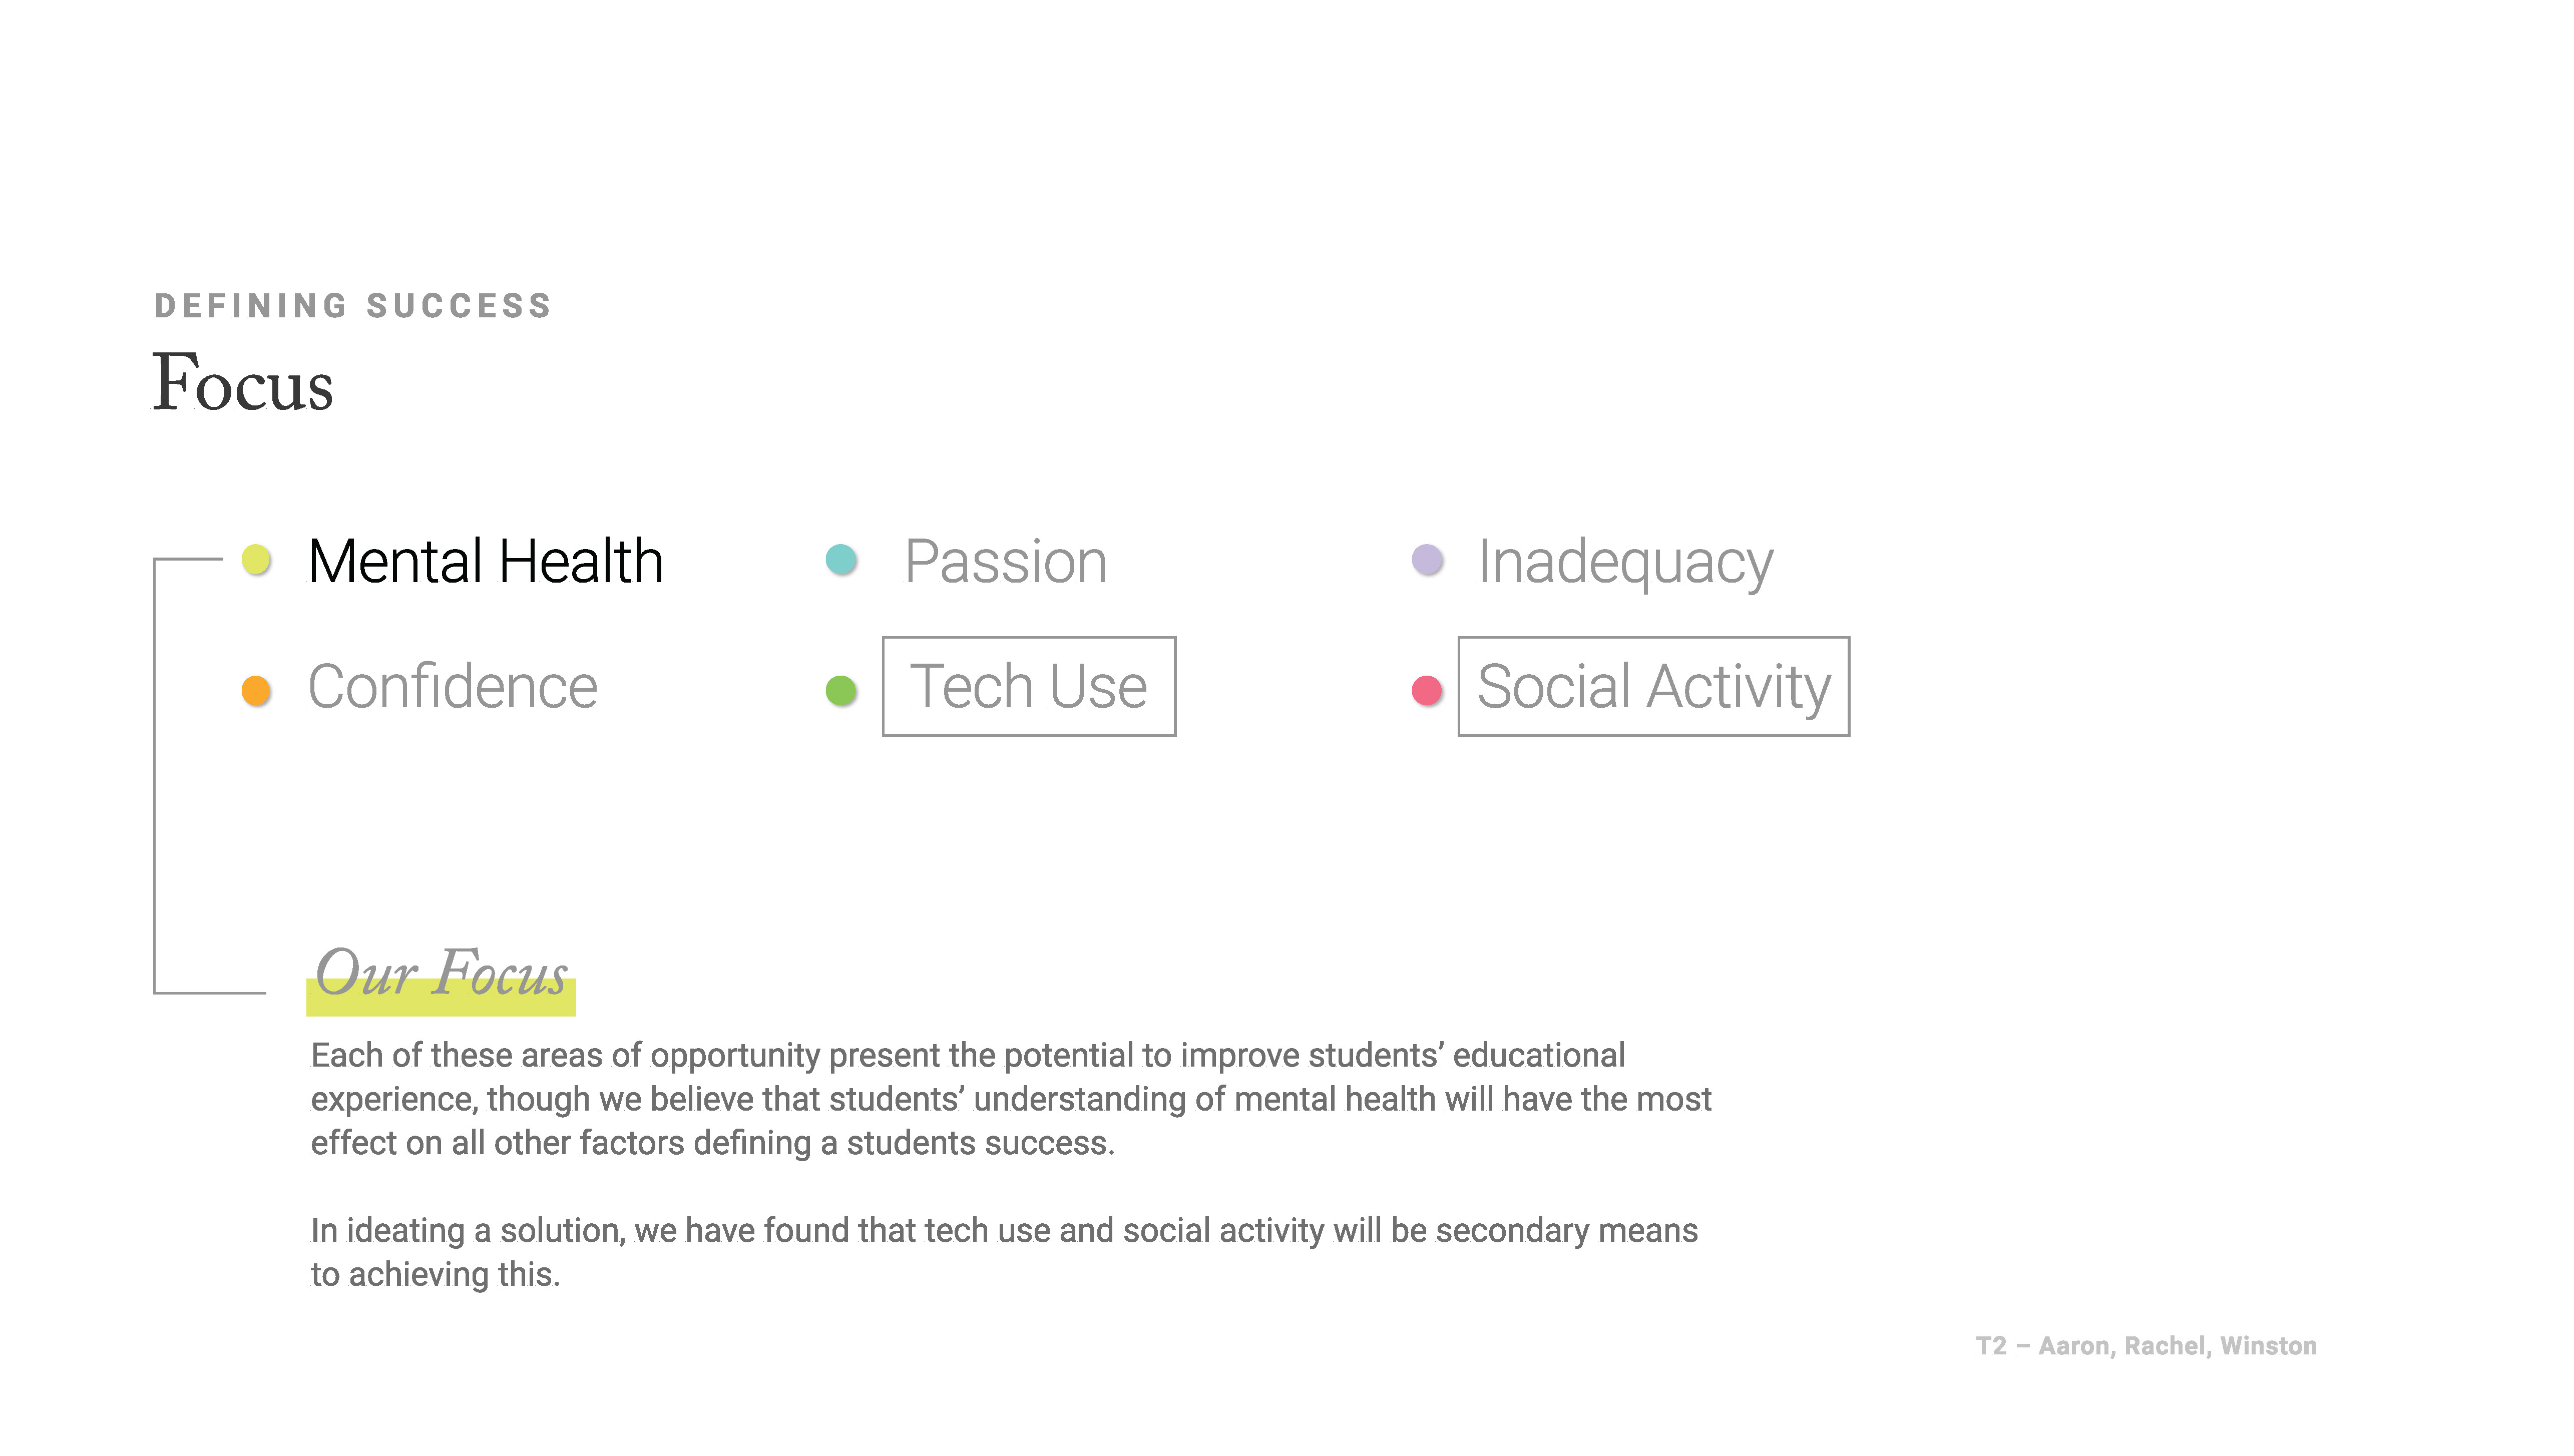 DEFINING SUCCESS
Focus
Mental Health
Passion
Inadequacy
Confidence
Tech Use
Social Activity
Our Focus
Each of these areas of opportunity present the potential to improve students’ educational
experience, though we believe that students’ understanding of mental health will have the most
effect on all other factors defining a students success.
In ideating a solution, we have found that tech use and social activity will be secondary means
to achieving this.
T2 – Aaron, Rachel, Winston